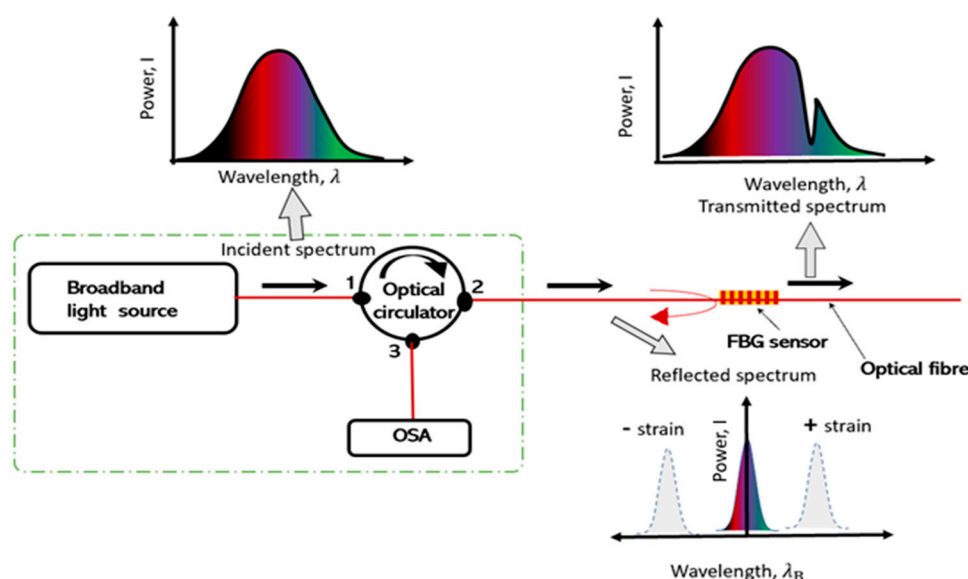 Power, I
Wavelength, λ
Incident spectrum
Broadband
light source
1
2
3
Optical
circulator
OSA
Power, I
Wavelength, λ
Transmitted spectrum
FBG sensor
Optical fibre
Reflected spectrum
- strain
+ strain
Power, I
Wavelength, λB